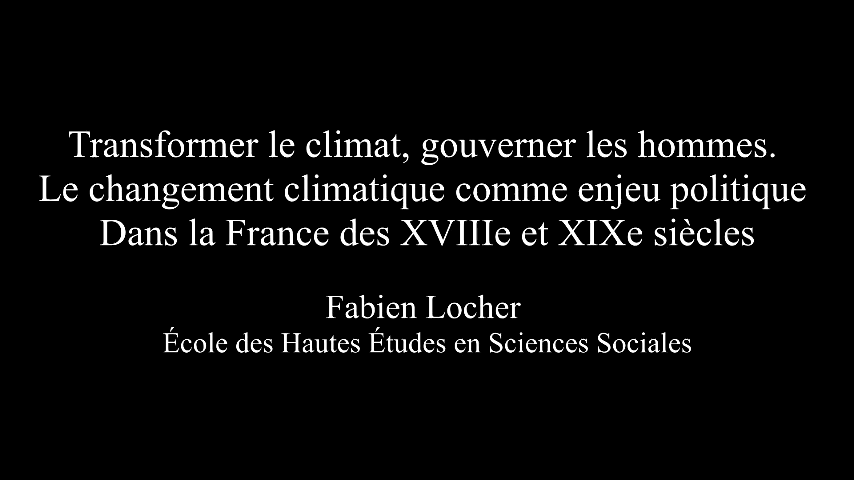 Transformer le climat, gouverner les hommes.
Le changement climatique comme enjeu politique
Dans la France des XVIIIe et XIXe siècles
Fabien Locher
École des Hautes Études en Sciences Sociales